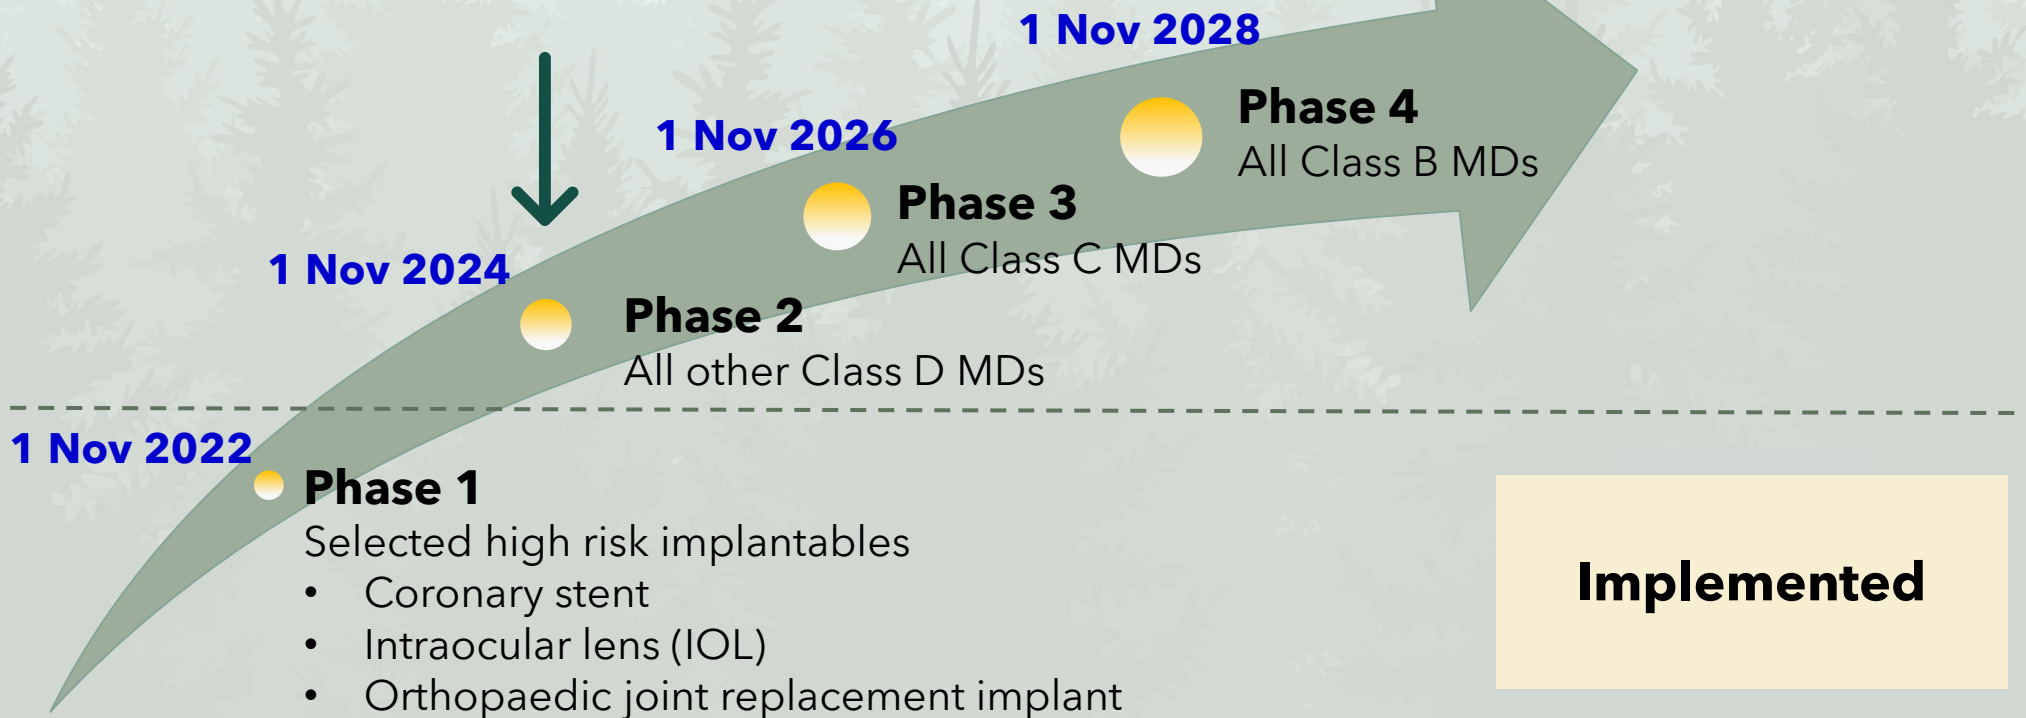 1 Nov 2028
Phase 4
All Class B MDs
1 Nov 2026
Phase 3
All Class C MDs
1 Nov 2024
Phase 2
All other Class D MDs
1 Nov 2022
Phase 1
Selected high risk implantables
• Coronary stent
• Intraocular lens (IOL)
• Orthopaedic joint replacement implant
Implemented